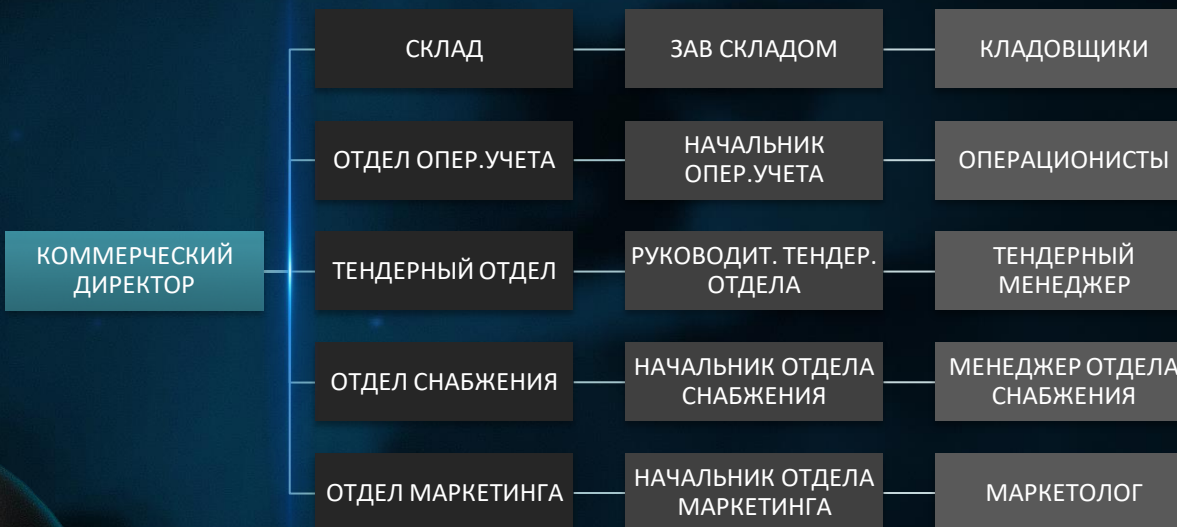 СКЛАД
ЗАВ СКЛАДОМ
КЛАДОВЩИКИ
ОТДЕЛ ОПЕР.УЧЕТА
НАЧАЛЬНИК
ОПЕР.УЧЕТА
ОПЕРАЦИОНИСТЫ
КОММЕРЧЕСКИЙ
ДИРЕКТОР
ТЕНДЕРНЫЙ ОТДЕЛ
РУКОВОДИТ. ТЕНДЕР.
ОТДЕЛА
ТЕНДЕРНЫЙ
МЕНЕДЖЕР
ОТДЕЛ СНАБЖЕНИЯ
НАЧАЛЬНИК ОТДЕЛА
СНАБЖЕНИЯ
МЕНЕДЖЕР ОТДЕЛА
СНАБЖЕНИЯ
ОТДЕЛ МАРКЕТИНГА
НАЧАЛЬНИК ОТДЕЛА
МАРКЕТИНГА
МАРКЕТОЛОГ